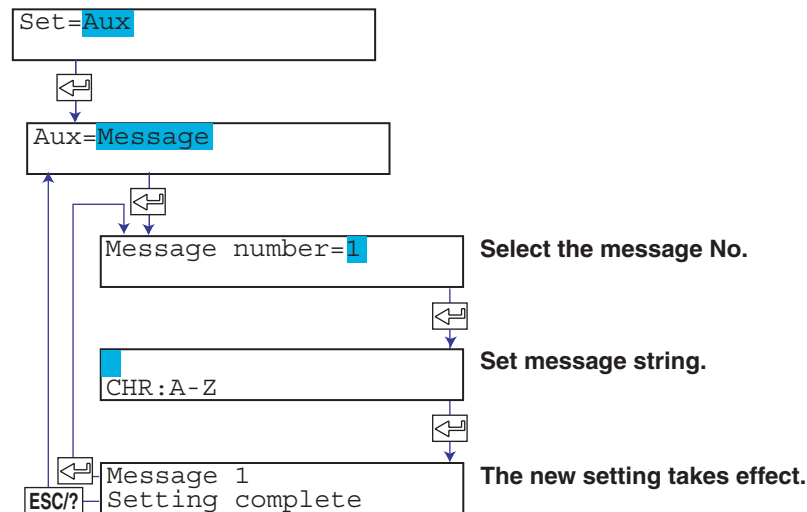 Set=Aux
Aux=Message
Message number=1
Select the message No.
CHR:A-Z
Set message string.
Message 1
Setting complete
The new setting takes effect.
ESC/?